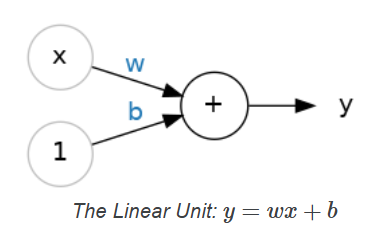 x
w
+
y
b
1
The Linear Unit: y = wx + b